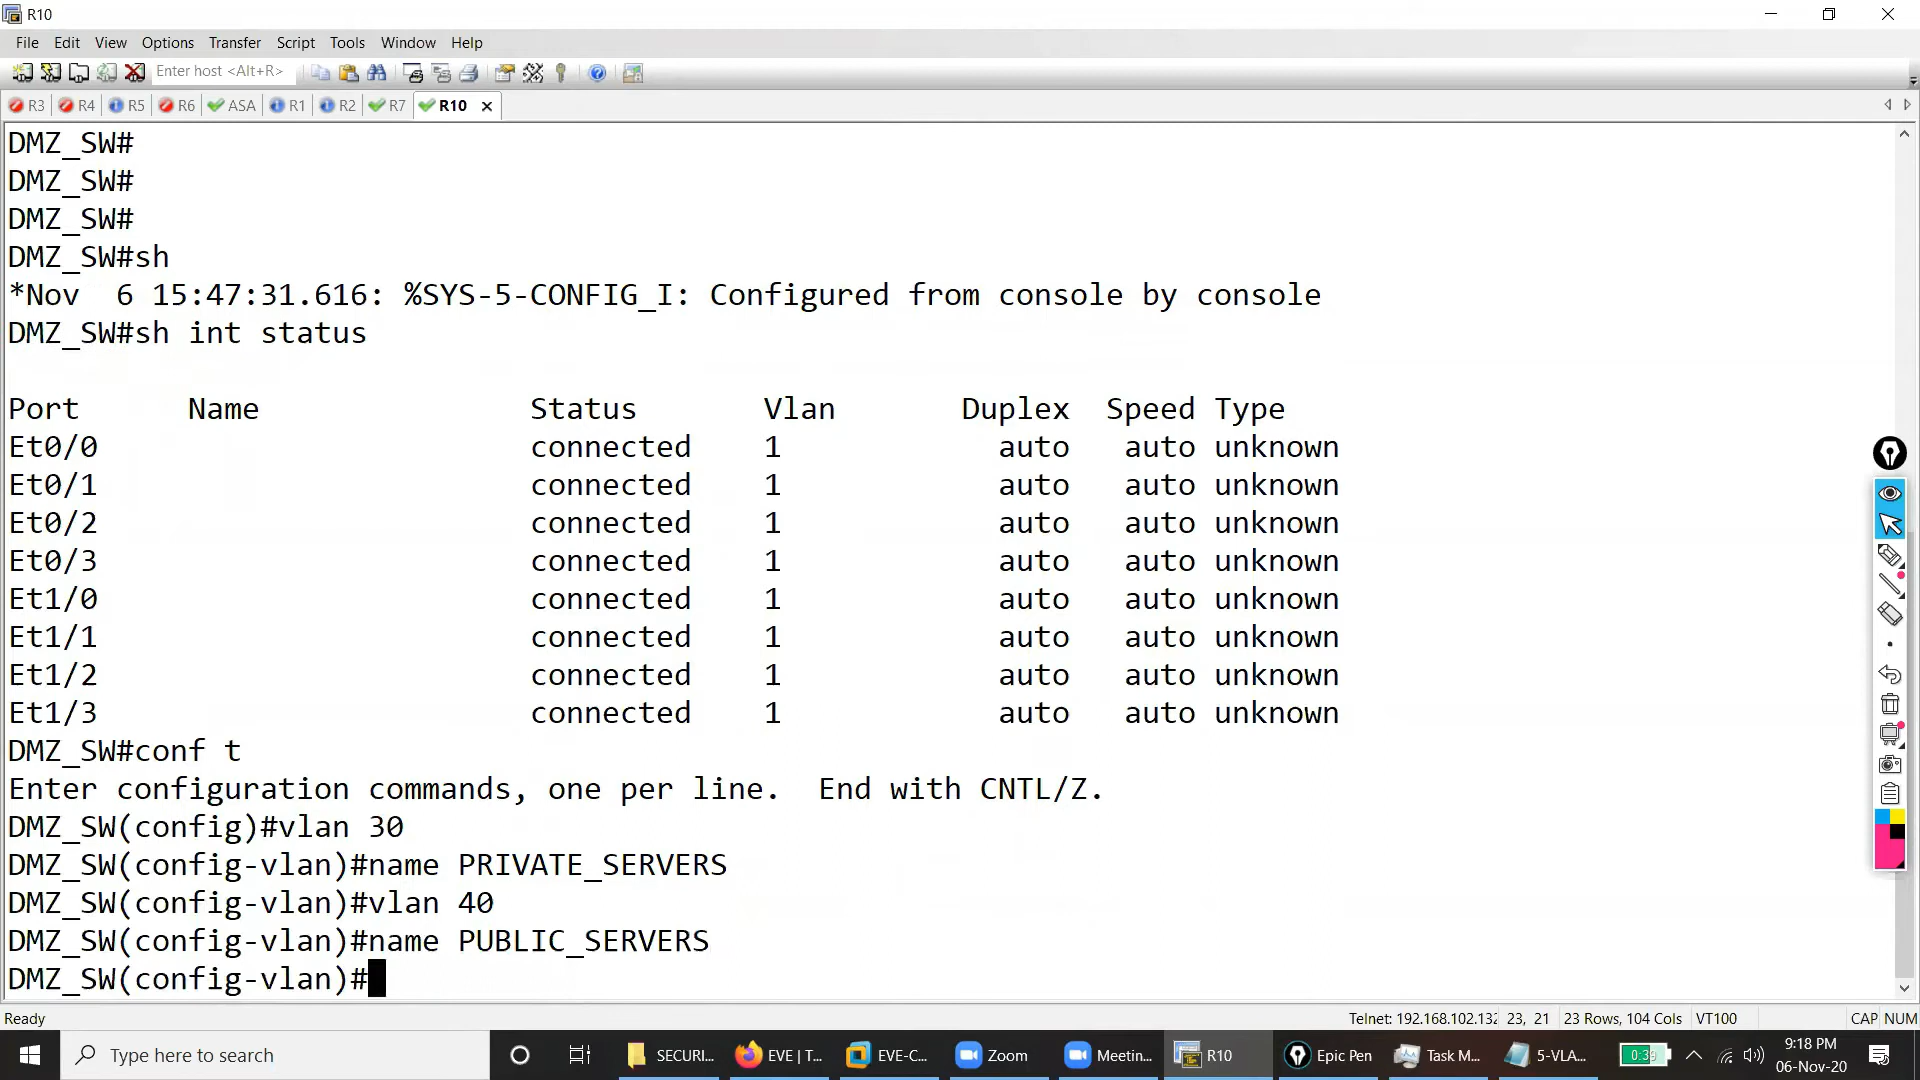 R10
File Edit View Options Transfer Script Tools Window Help
Enter host <Alt+R>
R3 R4 R5 R6 ASA R1 R2 R7 R10
DMZ_SW#
DMZ_SW#
DMZ_SW#
DMZ_SW#sh
*Nov  6 15:47:31.616: %SYS-5-CONFIG_I: Configured from console by console
DMZ_SW#sh int status
Port Name Status Vlan Duplex Speed Type
Et0/0 connected 1 auto auto unknown
Et0/1 connected 1 auto auto unknown
Et0/2 connected 1 auto auto unknown
Et0/3 connected 1 auto auto unknown
Et1/0 connected 1 auto auto unknown
Et1/1 connected 1 auto auto unknown
Et1/2 connected 1 auto auto unknown
Et1/3 connected 1 auto auto unknown
DMZ_SW#conf t
Enter configuration commands, one per line.  End with CNTL/Z.
DMZ_SW(config)#vlan 30
DMZ_SW(config-vlan)#name PRIVATE_SERVERS
DMZ_SW(config-vlan)#vlan 40
DMZ_SW(config-vlan)#name PUBLIC_SERVERS
DMZ_SW(config-vlan)#
Ready Telnet: 192.168.102.132 23, 21 23 Rows, 104 Cols VT100 CAP NUM
Type here to search SECURI... EVE | T... EVE-C... Zoom Meetin... R10 Epic Pen Task M... 5-VLA... 0:39 9:18 PM
06-Nov-20